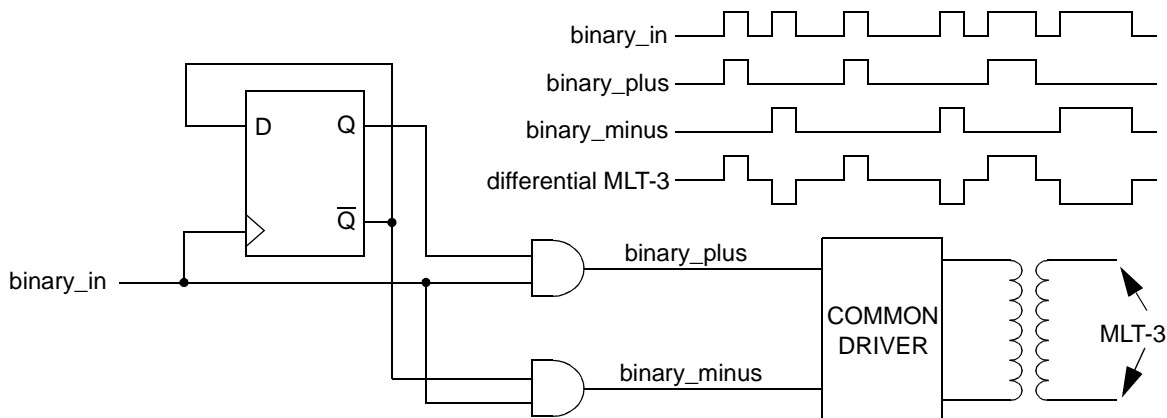 binary_in
binary_plus
binary_minus
differential MLT-3
D
Q
Q̅
binary_in
binary_plus
binary_minus
COMMON
DRIVER
MLT-3